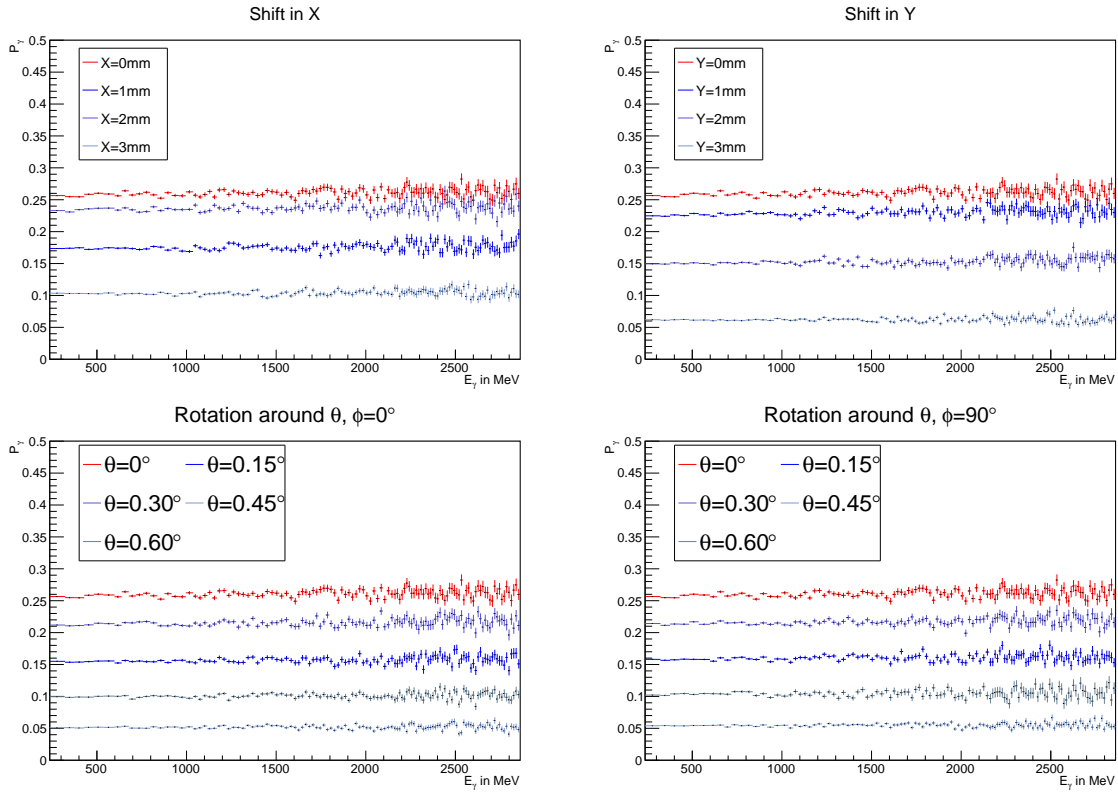 Shift in X
P_γ
0.5
0.45
0.4
0.35
0.3
0.25
0.2
0.15
0.1
0.05
0
X=0mm
X=1mm
X=2mm
X=3mm
500 1000 1500 2000 2500
E_γ in MeV
Shift in Y
P_γ
0.5
0.45
0.4
0.35
0.3
0.25
0.2
0.15
0.1
0.05
0
Y=0mm
Y=1mm
Y=2mm
Y=3mm
500 1000 1500 2000 2500
E_γ in MeV
Rotation around θ, ϕ=0°
P_γ
0.5
0.45
0.4
0.35
0.3
0.25
0.2
0.15
0.1
0.05
0
θ=0° θ=0.15°
θ=0.30° θ=0.45°
θ=0.60°
500 1000 1500 2000 2500
E_γ in MeV
Rotation around θ, ϕ=90°
P_γ
0.5
0.45
0.4
0.35
0.3
0.25
0.2
0.15
0.1
0.05
0
θ=0° θ=0.15°
θ=0.30° θ=0.45°
θ=0.60°
500 1000 1500 2000 2500
E_γ in MeV